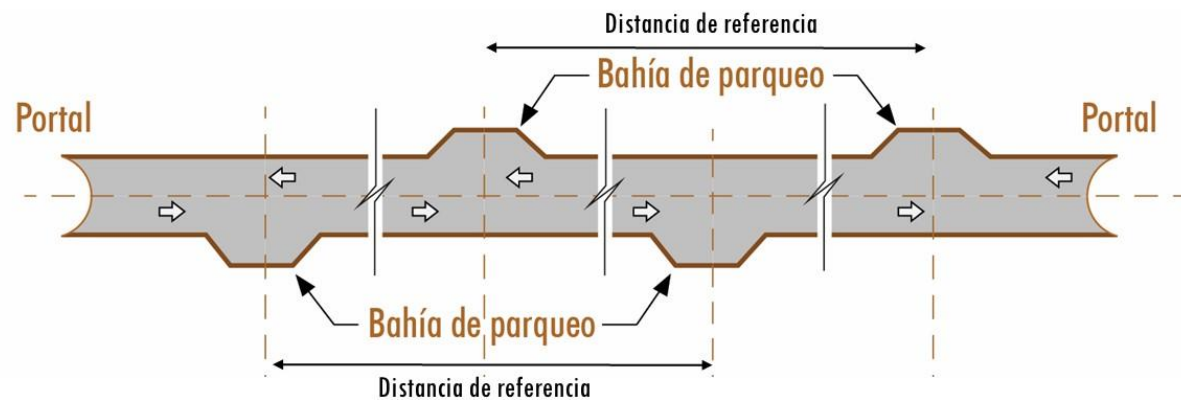 Distancia de referencia
Bahía de parqueo
Portal
Portal
Bahía de parqueo
Distancia de referencia